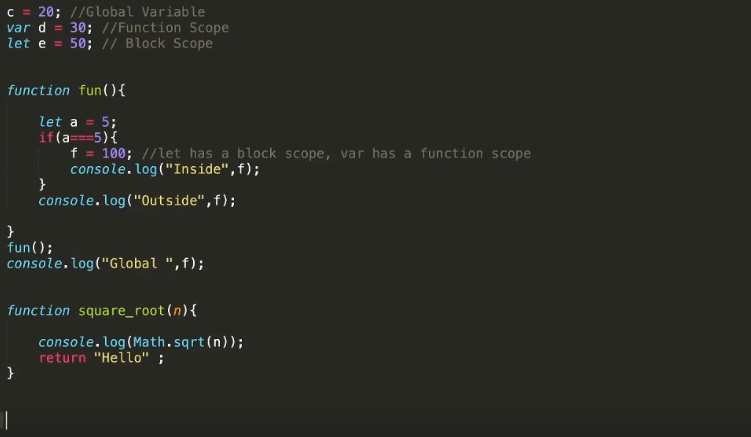 c = 20; //Global Variable
var d = 30; //Function Scope
let e = 50; // Block Scope
function fun(){
let a = 5;
if(a===5){
f = 100; //let has a block scope, var has a function scope
console.log("Inside",f);
}
console.log("Outside",f);
}
fun();
console.log("Global ",f);
function square_root(n){
console.log(Math.sqrt(n));
return "Hello" ;
}